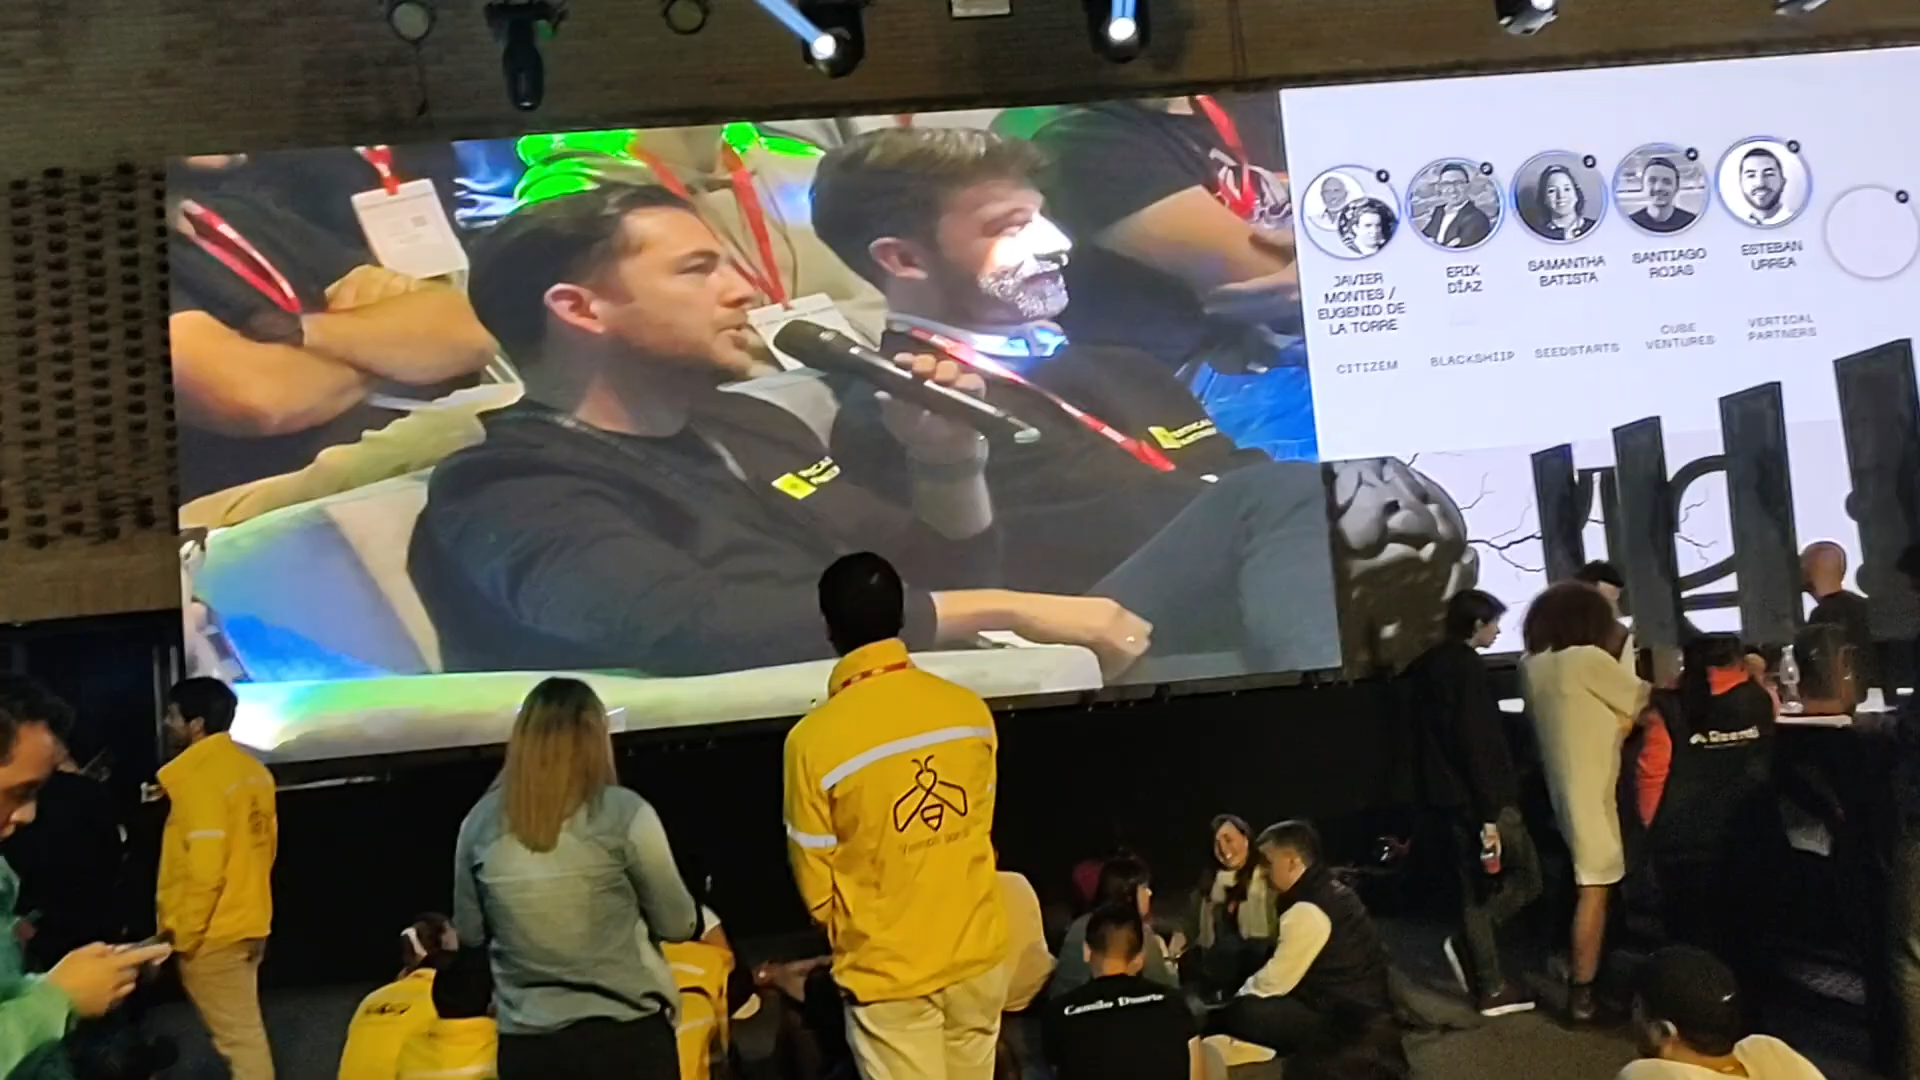 JAVIER
MONTES /
EUGENIO DE
LA TORRE
CITIZEM
ERIK
DÍAZ
BLACKSHIIP
SAMANTHA
BATISTA
SEEDSTARTS
SANTIAGO
ROJAS
CUBE
VENTURES
ESTEBAN
URREA
VERTICAL
PARTNERS
Camilo Duarte